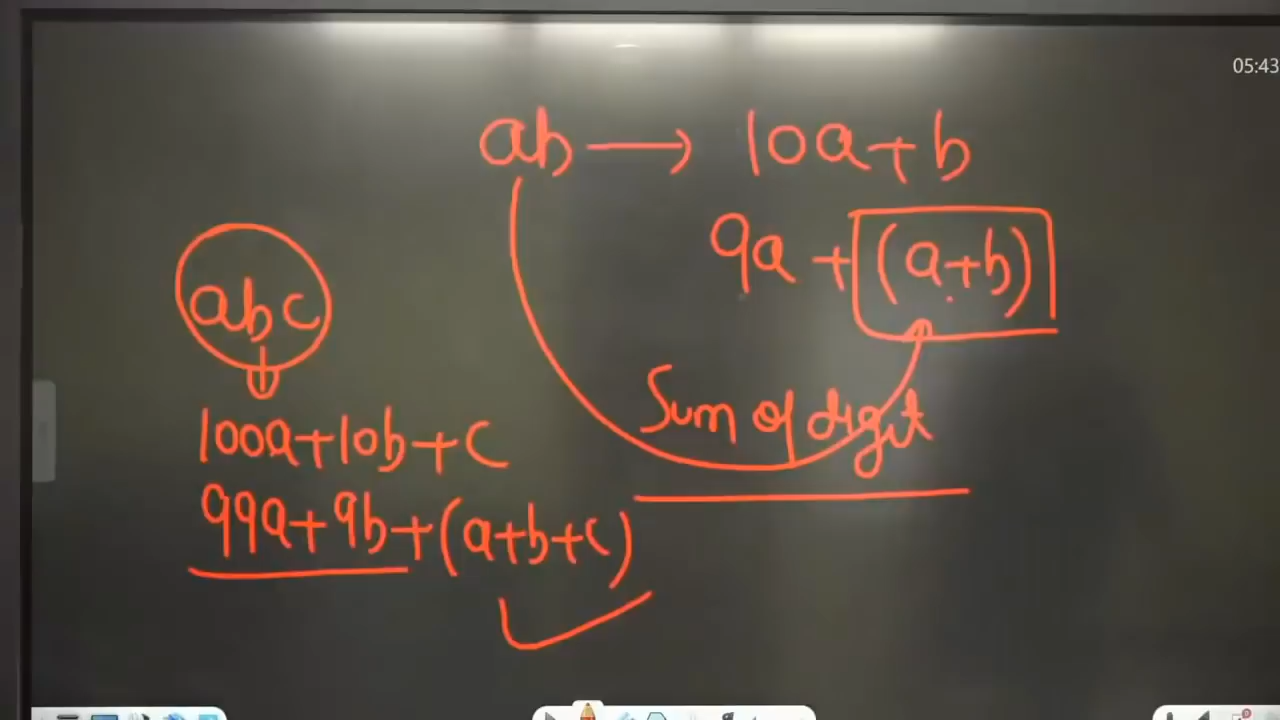 05:43
ab → 10a+b
9a + (a+b)
Sum of digit
abc
100a+10b+c
99a+9b+(a+b+c)